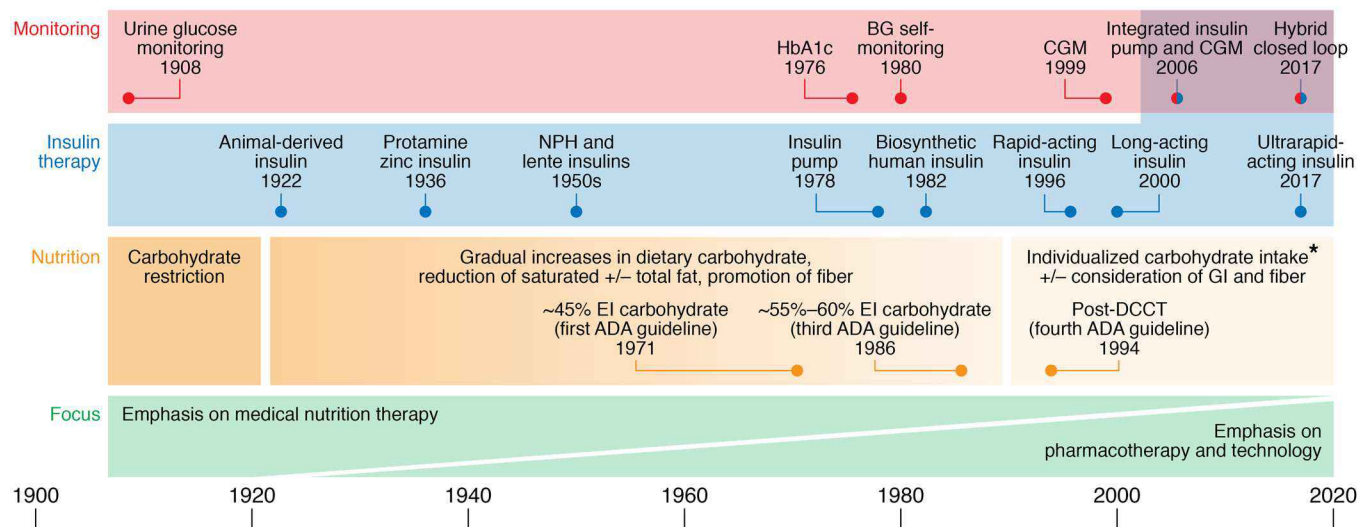 Monitoring
Urine glucose
monitoring
1908
HbA1c
1976
BG self-
monitoring
1980
CGM
1999
Integrated insulin
pump and CGM
2006
Hybrid
closed loop
2017
Insulin
therapy
Animal-derived
insulin
1922
Protamine
zinc insulin
1936
NPH and
lente insulins
1950s
Insulin
pump
1978
Biosynthetic
human insulin
1982
Rapid-acting
insulin
1996
Long-acting
insulin
2000
Ultrarapid-
acting insulin
2017
Nutrition
Carbohydrate
restriction
Gradual increases in dietary carbohydrate,
reduction of saturated +/– total fat, promotion of fiber
~45% EI carbohydrate
(first ADA guideline)
1971
~55%–60% EI carbohydrate
(third ADA guideline)
1986
Individualized carbohydrate intake*
+/– consideration of GI and fiber
Post-DCCT
(fourth ADA guideline)
1994
Focus
Emphasis on medical nutrition therapy
Emphasis on
pharmacotherapy and technology
1900
1920
1940
1960
1980
2000
2020